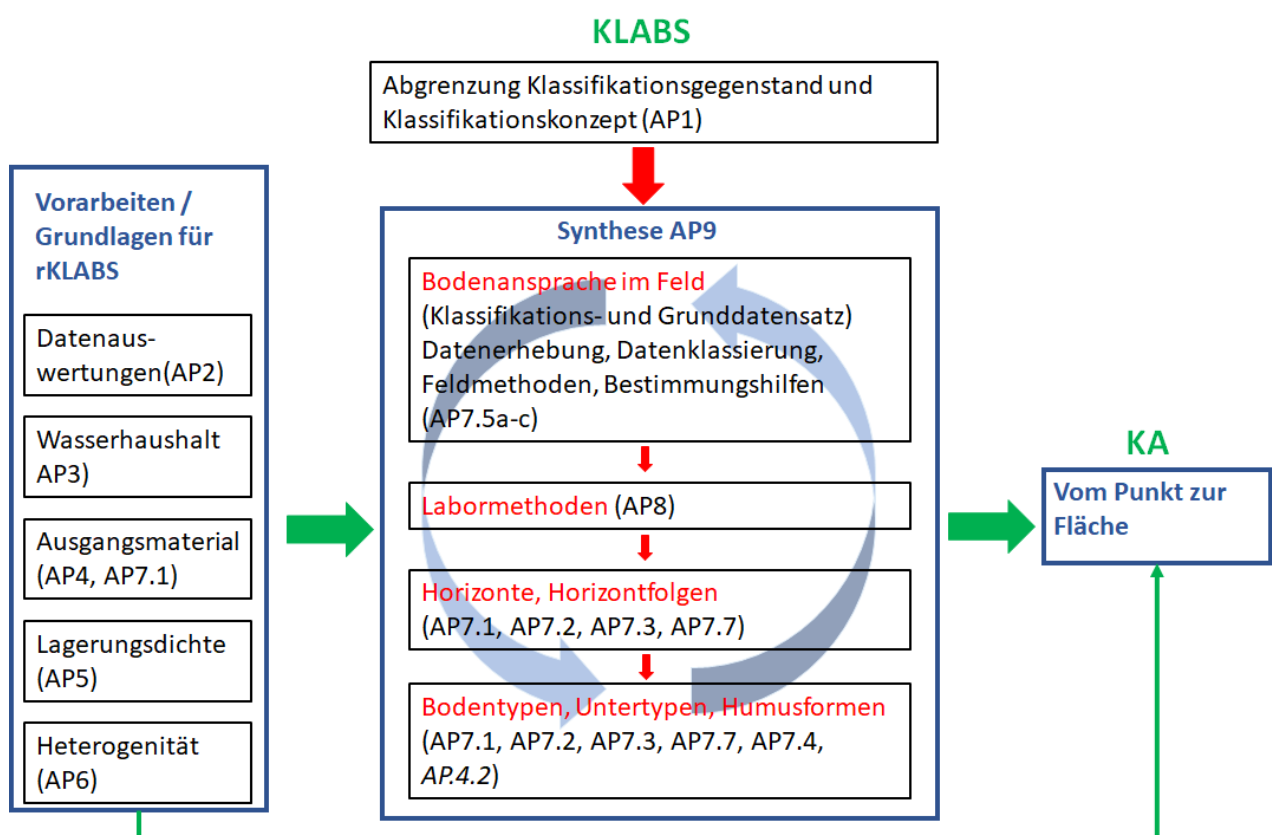 KLABS
Abgrenzung Klassifikationsgegenstand und
Klassifikationskonzept (AP1)
Vorarbeiten /
Grundlagen für
rKLABS
Datenaus-
wertungen(AP2)
Wasserhaushalt
AP3)
Ausgangsmaterial
(AP4, AP7.1)
Lagerungsdichte
(AP5)
Heterogenität
(AP6)
Synthese AP9
Bodenansprache im Feld
(Klassifikations- und Grunddatensatz)
Datenerhebung, Datenklassierung,
Feldmethoden, Bestimmungshilfen
(AP7.5a-c)
Labormethoden (AP8)
Horizonte, Horizontfolgen
(AP7.1, AP7.2, AP7.3, AP7.7)
Bodentypen, Untertypen, Humusformen
(AP7.1, AP7.2, AP7.3, AP7.7, AP7.4,
AP.4.2)
KA
Vom Punkt zur
Fläche